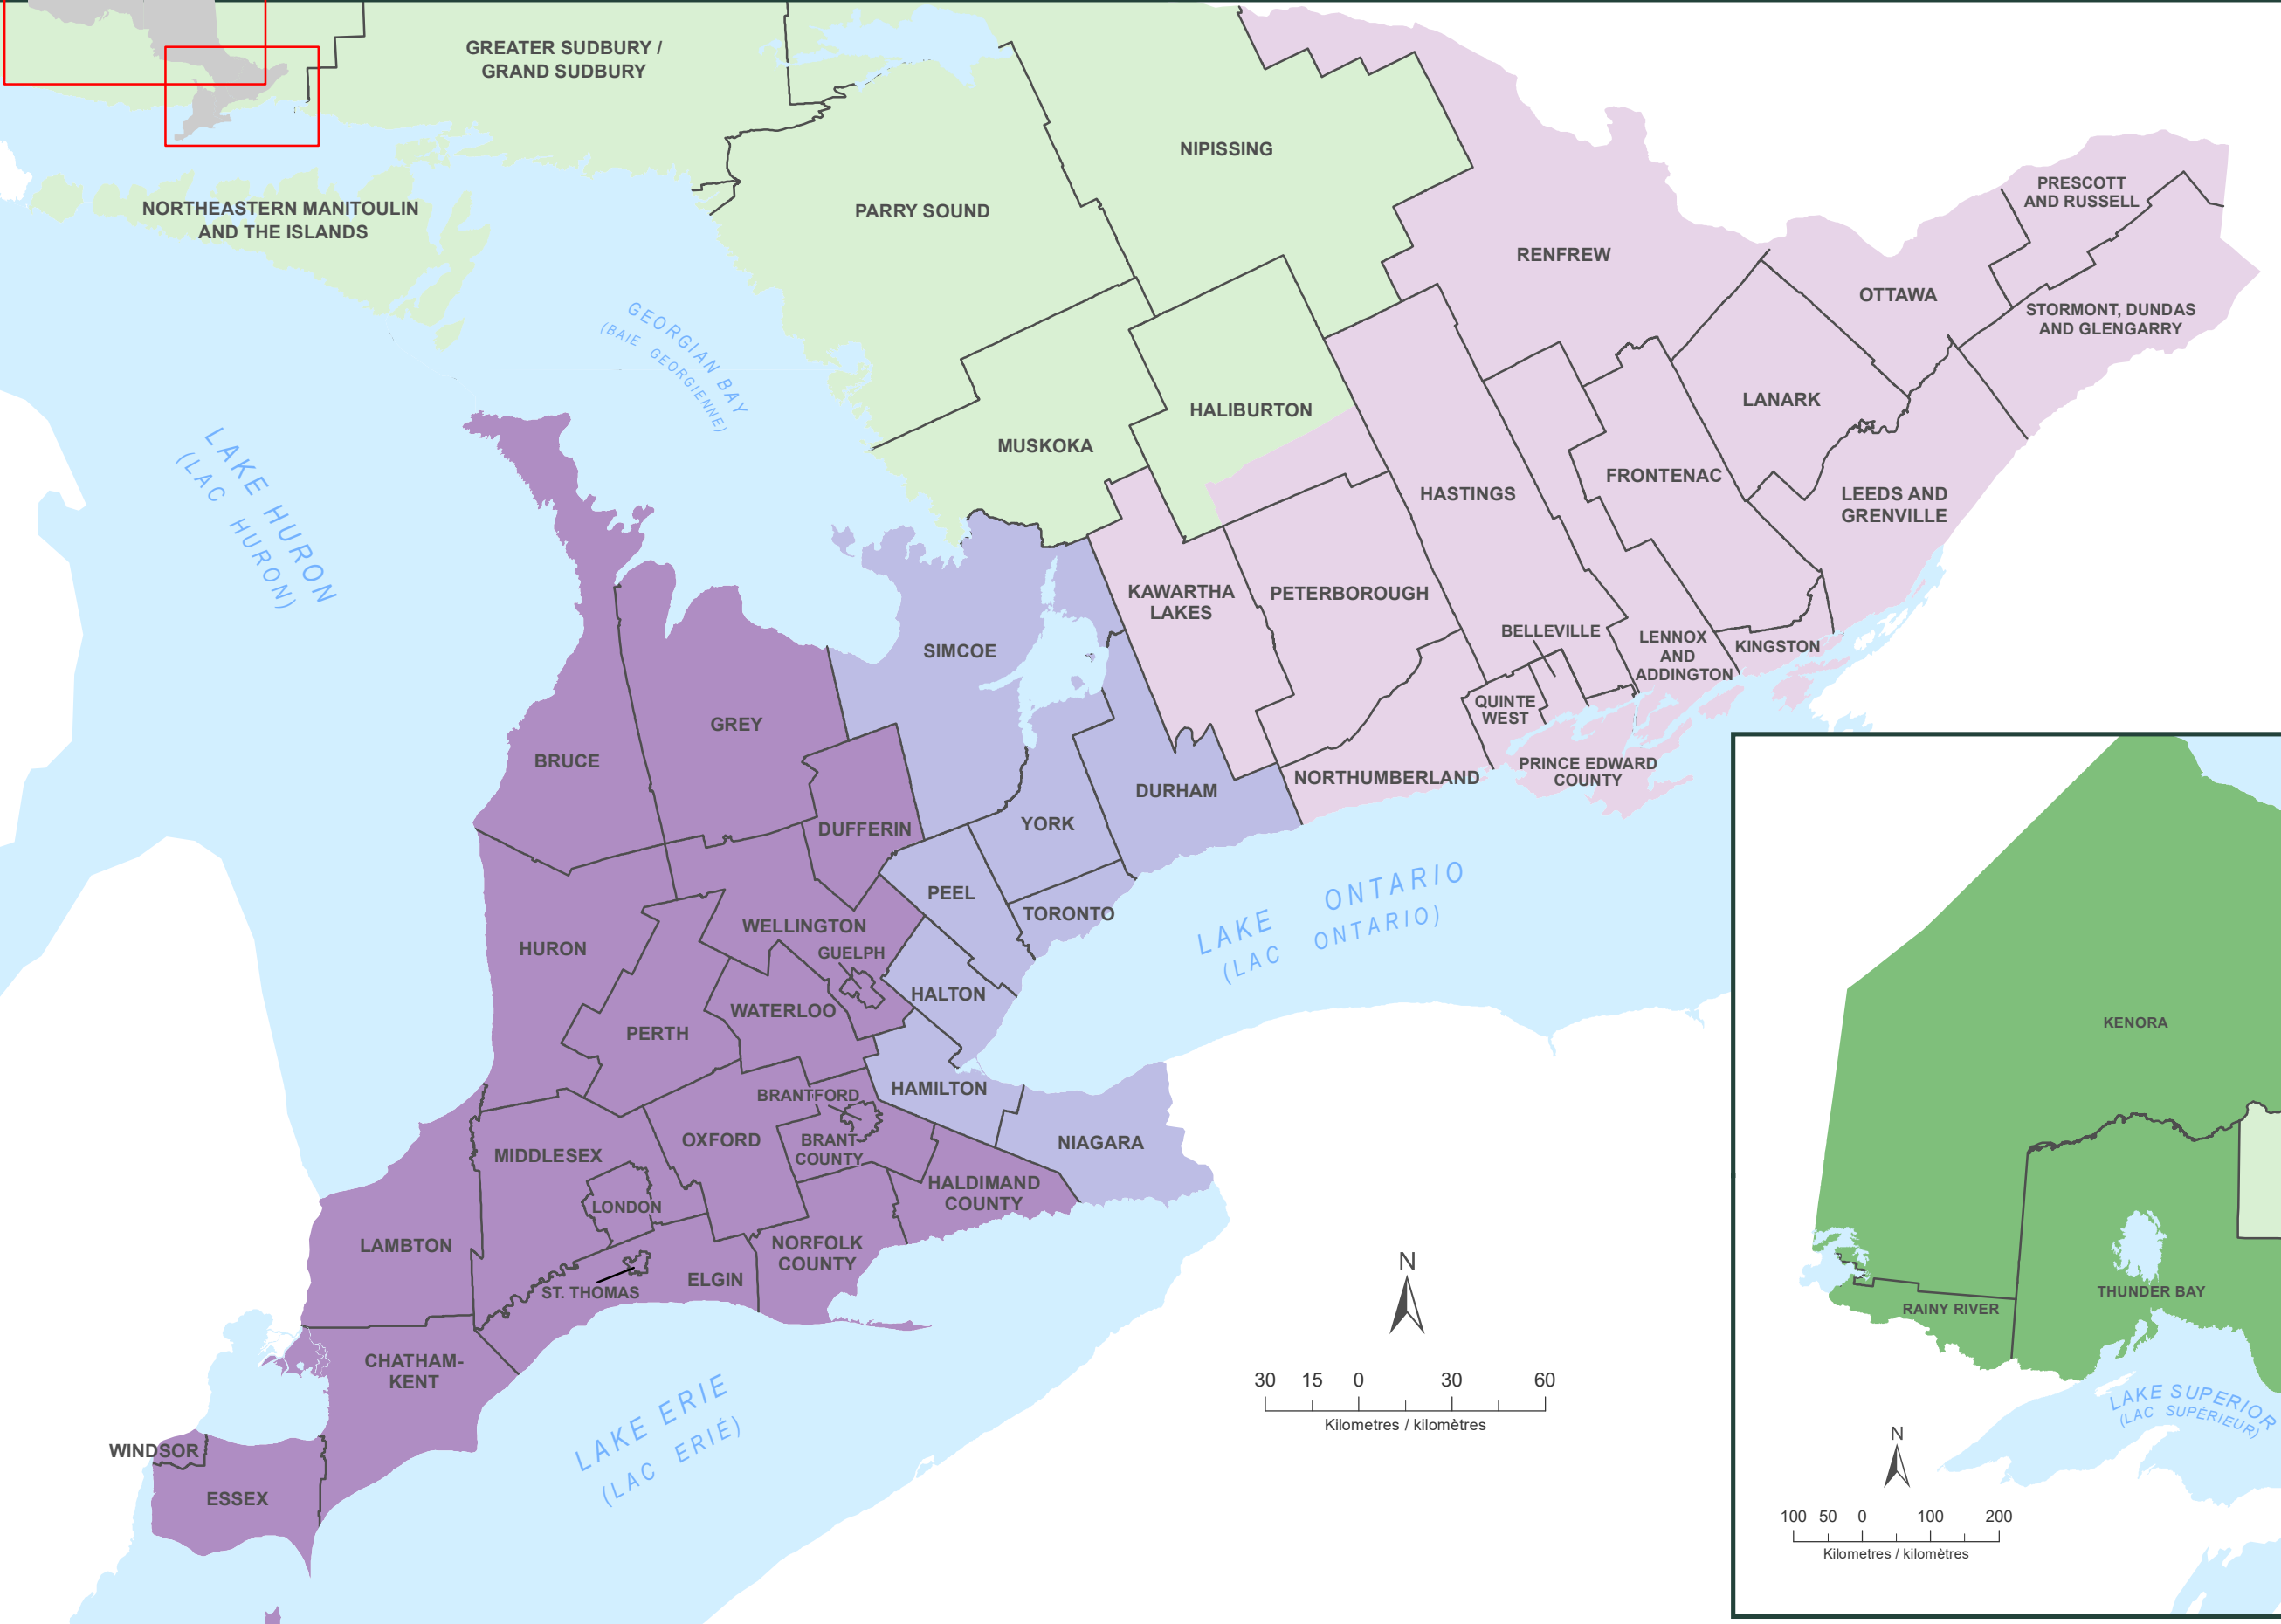 GREATER SUDBURY /
GRAND SUDBURY
NIPISSING
PARRY SOUND
NORTHEASTERN MANITOULIN
AND THE ISLANDS
PRESCOTT
AND RUSSELL
RENFREW
OTTAWA
STORMONT, DUNDAS
AND GLENGARRY
GEORGIAN BAY
(BAIE GEORGIENNE)
LANARK
HALIBURTON
MUSKOKA
LAKE HURON
(LAC HURON)
FRONTENAC
HASTINGS
LEEDS AND
GRENVILLE
KAWARTHA
LAKES
PETERBOROUGH
BELLEVILLE
LENNOX
AND
ADDINGTON
KINGSTON
SIMCOE
QUINTE
WEST
GREY
BRUCE
PRINCE EDWARD
COUNTY
NORTHUMBERLAND
DURHAM
YORK
DUFFERIN
PEEL
TORONTO
LAKE ONTARIO
(LAC ONTARIO)
WELLINGTON
GUELPH
HURON
HALTON
WATERLOO
PERTH
HAMILTON
BRANTFORD
OXFORD
BRANT
COUNTY
NIAGARA
MIDDLESEX
HALDIMAND
COUNTY
LONDON
LAMBTON
NORFOLK
COUNTY
ELGIN
ST. THOMAS
CHATHAM-
KENT
LAKE ERIE
(LAC ERIÉ)
WINDSOR
ESSEX
N
30 15 0 30 60
Kilometres / kilomètres
KENORA
THUNDER BAY
RAINY RIVER
LAKE SUPERIOR
(LAC SUPÉRIEUR)
N
100 50 0 100 200
Kilometres / kilomètres